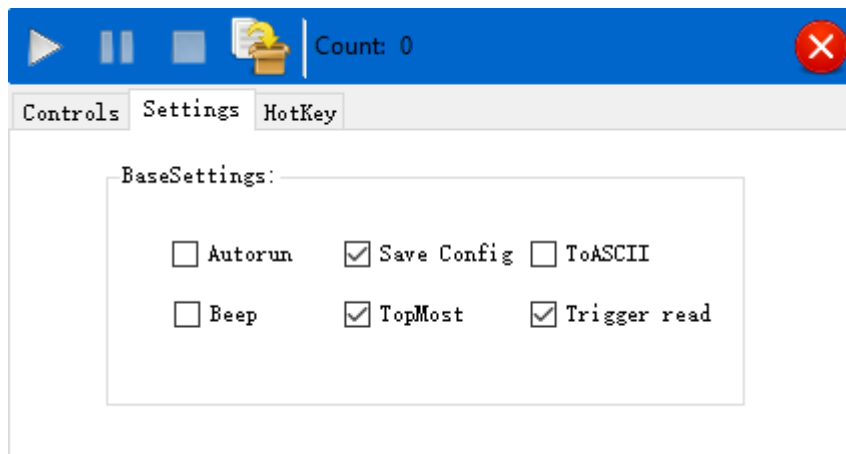 Count: 0
Controls Settings HotKey
BaseSettings:
Autorun Save Config ToASCII
Beep TopMost Trigger read